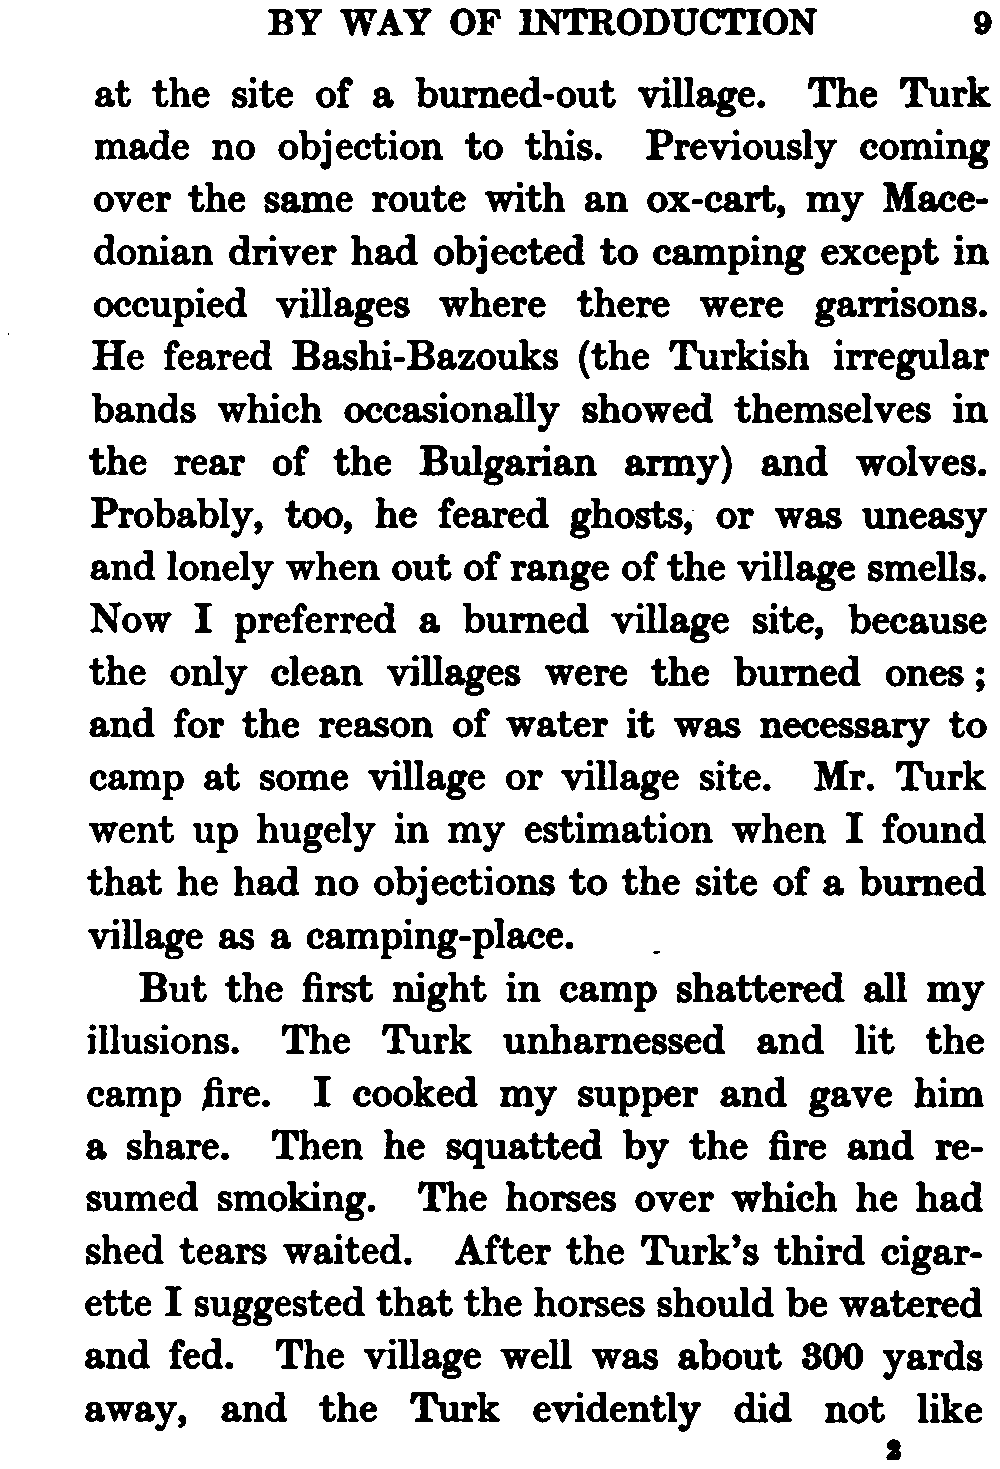 BY WAY OF INTRODUCTION 9
at the site of a burned-out village. The Turk
made no objection to this. Previously coming
over the same route with an ox-cart, my Mace-
donian driver had objected to camping except in
occupied villages where there were garrisons.
He feared Bashi-Bazouks (the Turkish irregular
bands which occasionally showed themselves in
the rear of the Bulgarian army) and wolves.
Probably, too, he feared ghosts, or was uneasy
and lonely when out of range of the village smells.
Now I preferred a burned village site, because
the only clean villages were the burned ones ;
and for the reason of water it was necessary to
camp at some village or village site. Mr. Turk
went up hugely in my estimation when I found
that he had no objections to the site of a burned
village as a camping-place.
But the first night in camp shattered all my
illusions. The Turk unharnessed and lit the
camp fire. I cooked my supper and gave him
a share. Then he squatted by the fire and re-
sumed smoking. The horses over which he had
shed tears waited. After the Turk's third cigar-
ette I suggested that the horses should be watered
and fed. The village well was about 300 yards
away, and the Turk evidently did not like
2